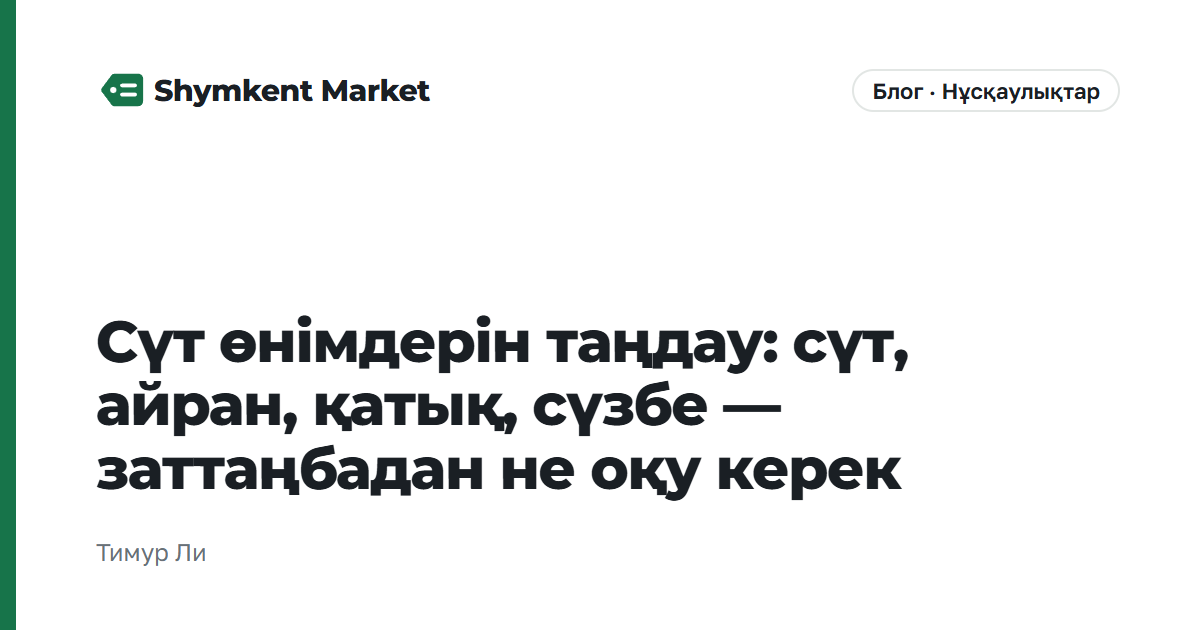 Shymkent Market
Блог · Нұсқаулықтар
Сүт өнімдерін таңдау: сүт,
айран, қатық, сүзбе —
заттаңбадан не оқу керек
Тимур Ли